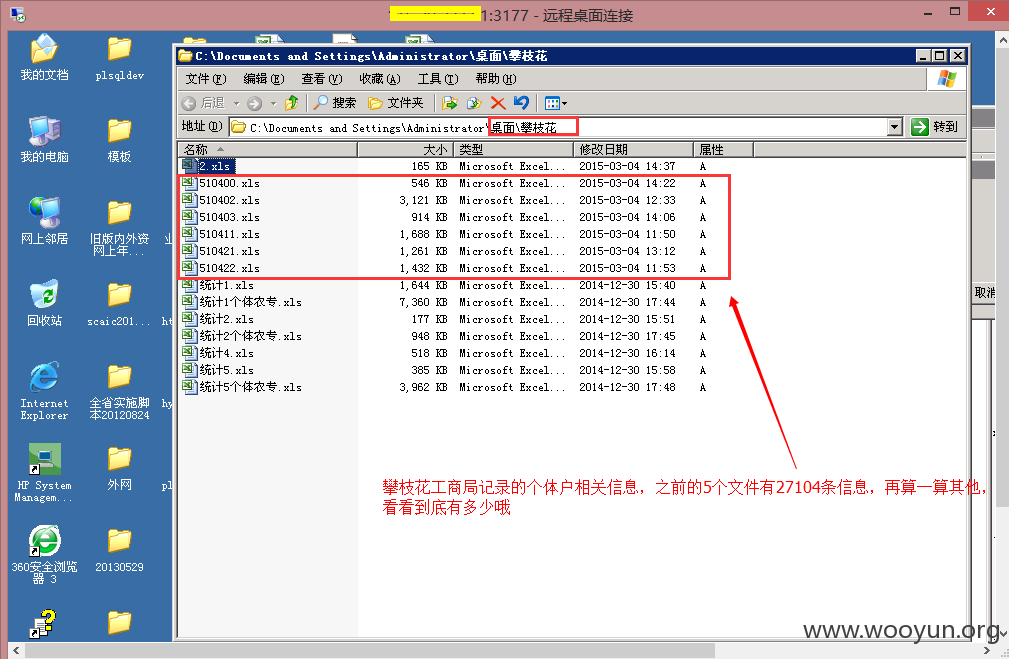 1:3177 - 远程桌面连接
我的文档
plsqldev
我的电脑
模板
网上邻居
旧版内外资
网上年...
回收站
scaic201...
Internet
Explorer
全省实施脚
本20120824
HP System
Managem...
外网
360安全浏览
器 3
20130529
C:\Documents and Settings\Administrator\桌面\攀枝花
文件(F) 编辑(E) 查看(V) 收藏(A) 工具(T) 帮助(H)
后退 搜索 文件夹
地址(D) C:\Documents and Settings\Administrator\桌面\攀枝花 转到
名称 大小 类型 修改日期 属性
2.xls 165 KB Microsoft Excel... 2015-03-04 14:37 A
510400.xls 546 KB Microsoft Excel... 2015-03-04 14:22 A
510402.xls 3,121 KB Microsoft Excel... 2015-03-04 12:33 A
510403.xls 914 KB Microsoft Excel... 2015-03-04 14:06 A
510411.xls 1,688 KB Microsoft Excel... 2015-03-04 11:50 A
510421.xls 1,261 KB Microsoft Excel... 2015-03-04 13:12 A
510422.xls 1,432 KB Microsoft Excel... 2015-03-04 11:53 A
统计1.xls 1,644 KB Microsoft Excel... 2014-12-30 15:40 A
统计1个体农专.xls 7,360 KB Microsoft Excel... 2014-12-30 17:44 A
统计2.xls 177 KB Microsoft Excel... 2014-12-30 15:51 A
统计2个体农专.xls 948 KB Microsoft Excel... 2014-12-30 17:45 A
统计4.xls 518 KB Microsoft Excel... 2014-12-30 16:14 A
统计5.xls 385 KB Microsoft Excel... 2014-12-30 15:58 A
统计5个体农专.xls 3,962 KB Microsoft Excel... 2014-12-30 17:48 A
取消
攀枝花工商局记录的个体户相关信息，之前的5个文件有27104条信息，再算一算其他，
看看到底有多少哦
www.wooyun.org